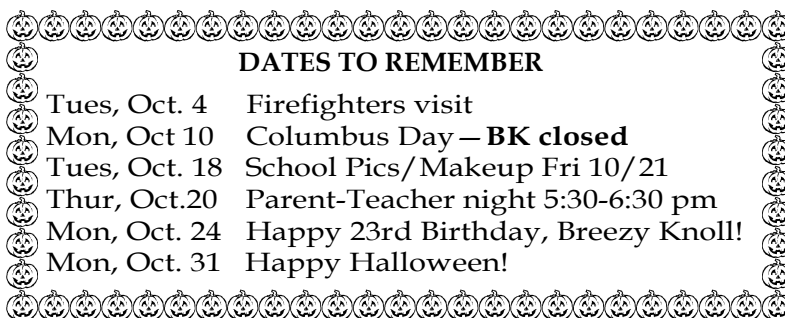 DATES TO REMEMBER
Tues, Oct. 4 Firefighters visit
Mon, Oct 10 Columbus Day—BK closed
Tues, Oct. 18 School Pics/Makeup Fri 10/21
Thur, Oct.20 Parent-Teacher night 5:30-6:30 pm
Mon, Oct. 24 Happy 23rd Birthday, Breezy Knoll!
Mon, Oct. 31 Happy Halloween!